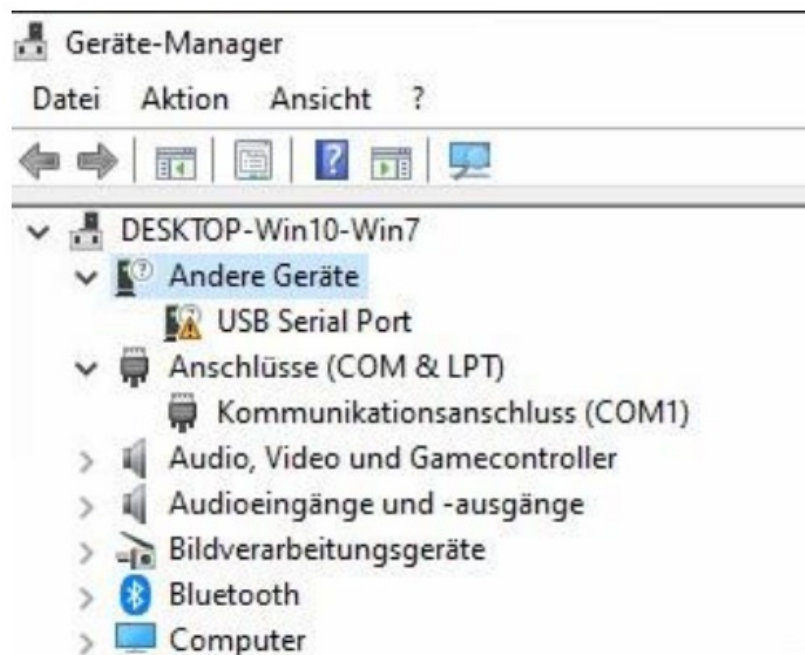 Geräte-Manager
Datei Aktion Ansicht ?
DESKTOP-Win10-Win7
Andere Geräte
USB Serial Port
Anschlüsse (COM & LPT)
Kommunikationsanschluss (COM1)
Audio, Video und Gamecontroller
Audioeingänge und -ausgänge
Bildverarbeitungsgeräte
Bluetooth
Computer